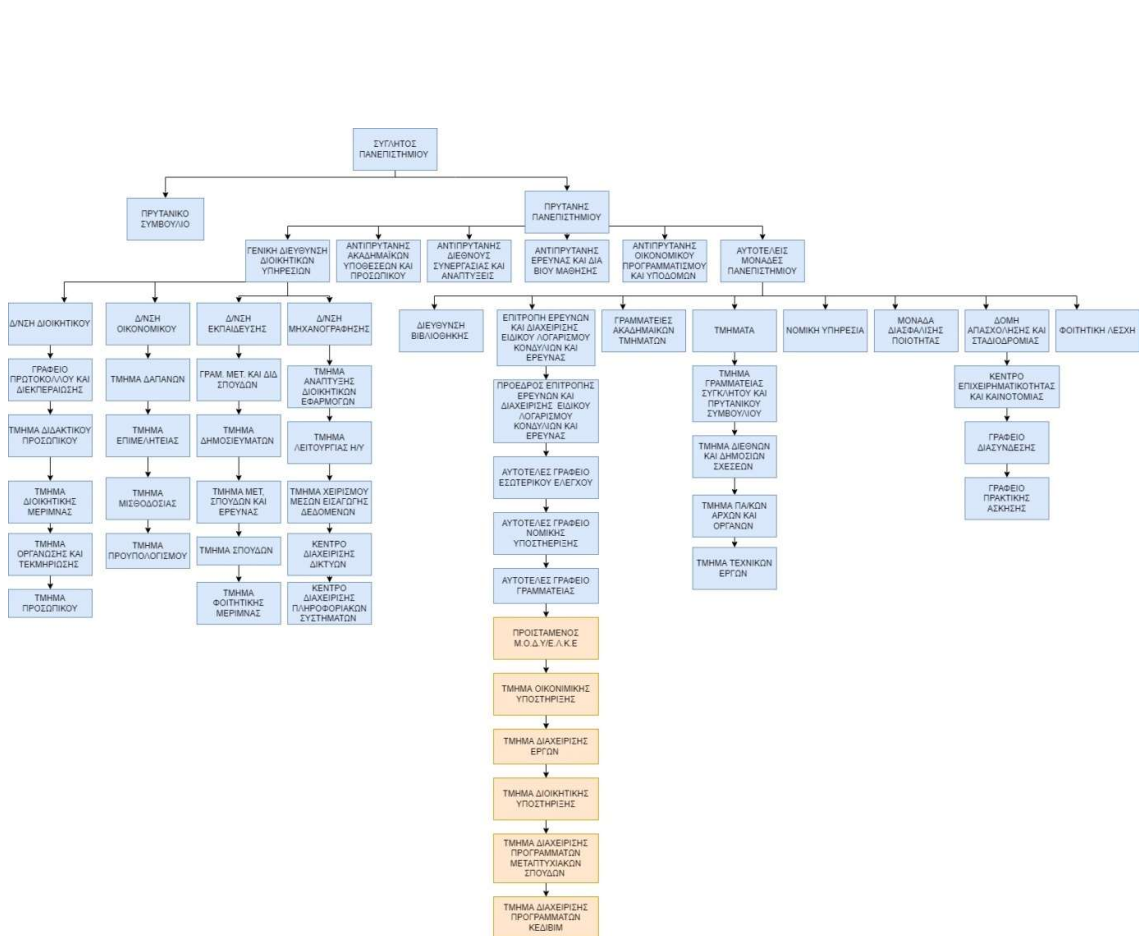 ΣΥΓΛΗΤΟΣ
ΠΑΝΕΠΙΣΤΗΜΙΟΥ
ΠΡΥΤΑΝΙΚΟ
ΣΥΜΒΟΥΛΙΟ
ΠΡΥΤΑΝΗΣ
ΠΑΝΕΠΙΣΤΗΜΙΟΥ
ΓΕΝΙΚΗ ΔΙΕΥΘΥΝΣΗ
ΔΙΟΙΚΗΤΙΚΩΝ
ΥΠΗΡΕΣΙΩΝ
ΑΝΤΙΠΡΥΤΑΝΗΣ
ΑΚΑΔΗΜΑΪΚΩΝ
ΥΠΟΘΕΣΕΩΝ ΚΑΙ
ΠΡΟΣΩΠΙΚΟΥ
ΑΝΤΙΠΡΥΤΑΝΗΣ
ΔΙΕΘΝΟΥΣ
ΣΥΝΕΡΓΑΣΙΑΣ ΚΑΙ
ΑΝΑΠΤΥΞΕΙΣ
ΑΝΤΙΠΡΥΤΑΝΗΣ
ΕΡΕΥΝΑΣ ΚΑΙ ΔΙΑ
ΒΙΟΥ ΜΑΘΗΣΗΣ
ΑΝΤΙΠΡΥΤΑΝΗΣ
ΟΙΚΟΝΟΜΙΚΟΥ
ΠΡΟΓΡΑΜΜΑΤΙΣΜΟΥ
ΚΑΙ ΥΠΟΔΟΜΩΝ
ΑΥΤΟΤΕΛΕΙΣ
ΜΟΝΑΔΕΣ
ΠΑΝΕΠΙΣΤΗΜΙΟΥ
Δ/ΝΣΗ ΔΙΟΙΚΗΤΙΚΟΥ
ΓΡΑΦΕΙΟ
ΠΡΩΤΟΚΟΛΛΟΥ ΚΑΙ
ΔΙΕΚΠΕΡΑΙΩΣΗΣ
ΤΜΗΜΑ ΔΙΔΑΚΤΙΚΟΥ
ΠΡΟΣΩΠΙΚΟΥ
ΤΜΗΜΑ
ΔΙΟΙΚΗΤΙΚΗΣ
ΜΕΡΙΜΝΑΣ
ΤΜΗΜΑ
ΟΡΓΑΝΩΣΗΣ ΚΑΙ
ΤΕΚΜΗΡΙΩΣΗΣ
ΤΜΗΜΑ
ΠΡΟΣΩΠΙΚΟΥ
Δ/ΝΣΗ
ΟΙΚΟΝΟΜΙΚΟΥ
ΤΜΗΜΑ ΔΑΠΑΝΩΝ
ΤΜΗΜΑ
ΕΠΙΜΕΛΗΤΕΙΑΣ
ΤΜΗΜΑ
ΜΙΣΘΟΔΟΣΙΑΣ
ΤΜΗΜΑ
ΠΡΟΥΠΟΛΟΓΙΣΜΟΥ
Δ/ΝΣΗ
ΕΚΠΑΙΔΕΥΣΗΣ
ΓΡΑΜ. ΜΕΤ. ΚΑΙ ΔΙΔ
ΣΠΟΥΔΩΝ
ΤΜΗΜΑ
ΔΗΜΟΣΙΕΥΜΑΤΩΝ
ΤΜΗΜΑ ΜΕΤ.
ΣΠΟΥΔΩΝ ΚΑΙ
ΕΡΕΥΝΑΣ
ΤΜΗΜΑ ΣΠΟΥΔΩΝ
ΤΜΗΜΑ
ΦΟΙΤΗΤΙΚΗΣ
ΜΕΡΙΜΝΑΣ
Δ/ΝΣΗ
ΜΗΧΑΝΟΓΡΑΦΗΣΗΣ
ΤΜΗΜΑ
ΑΝΑΠΤΥΞΗΣ
ΔΙΟΙΚΗΤΙΚΩΝ
ΕΦΑΡΜΟΓΩΝ
ΤΜΗΜΑ
ΛΕΙΤΟΥΡΓΙΑΣ Η/Υ
ΤΜΗΜΑ ΧΕΙΡΙΣΜΟΥ
ΜΕΣΩΝ ΕΙΣΑΓΩΓΗΣ
ΔΕΔΟΜΕΝΩΝ
ΚΕΝΤΡΟ
ΔΙΑΧΕΙΡΙΣΗΣ
ΔΙΚΤΥΩΝ
ΚΕΝΤΡΟ
ΔΙΑΧΕΙΡΙΣΗΣ
ΠΛΗΡΟΦΟΡΙΑΚΩΝ
ΣΥΣΤΗΜΑΤΩΝ
ΔΙΕΥΘΥΝΣΗ
ΒΙΒΛΙΟΘΗΚΗΣ
ΕΠΙΤΡΟΠΗ ΕΡΕΥΝΩΝ
ΚΑΙ ΔΙΑΧΕΙΡΙΣΗΣ
ΕΙΔΙΚΟΥ ΛΟΓΑΡΙΣΜΟΥ
ΚΟΝΔΥΛΙΩΝ ΚΑΙ
ΕΡΕΥΝΑΣ
ΠΡΟΕΔΡΟΣ ΕΠΙΤΡΟΠΗΣ
ΕΡΕΥΝΩΝ ΚΑΙ
ΔΙΑΧΕΙΡΙΣΗΣ ΕΙΔΙΚΟΥ
ΛΟΓΑΡΙΣΜΟΥ
ΚΟΝΔΥΛΙΩΝ ΚΑΙ
ΕΡΕΥΝΑΣ
ΑΥΤΟΤΕΛΕΣ ΓΡΑΦΕΙΟ
ΕΣΩΤΕΡΙΚΟΥ ΕΛΕΓΧΟΥ
ΑΥΤΟΤΕΛΕΣ ΓΡΑΦΕΙΟ
ΝΟΜΙΚΗΣ
ΥΠΟΣΤΗΕΡΙΞΗΣ
ΑΥΤΟΤΕΛΕΣ ΓΡΑΦΕΙΟ
ΓΡΑΜΜΑΤΕΙΑΣ
ΠΡΟΙΣΤΑΜΕΝΟΣ
Μ.Ο.Δ.Υ/Ε.Λ.Κ.Ε
ΤΜΗΜΑ ΟΙΚΟΝΙΜΙΚΗΣ
ΥΠΟΣΤΗΡΙΞΗΣ
ΤΜΗΜΑ ΔΙΑΧΕΙΡΙΣΗΣ
ΕΡΓΩΝ
ΤΜΗΜΑ ΔΙΟΙΚΗΤΙΚΗΣ
ΥΠΟΣΤΗΡΙΞΗΣ
ΤΜΗΜΑ ΔΙΑΧΕΙΡΙΣΗΣ
ΠΡΟΓΡΑΜΜΑΤΩΝ
ΜΕΤΑΠΤΥΧΙΑΚΩΝ
ΣΠΟΥΔΩΝ
ΤΜΗΜΑ ΔΙΑΧΕΙΡΙΣΗΣ
ΠΡΟΓΡΑΜΜΑΤΩΝ
ΚΕΔΙΒΙΜ
ΓΡΑΜΜΑΤΕΙΕΣ
ΑΚΑΔΗΜΑΙΚΩΝ
ΤΜΗΜΑΤΩΝ
ΤΜΗΜΑΤΑ
ΤΜΗΜΑ
ΓΡΑΜΜΑΤΕΙΑΣ
ΣΥΓΚΛΗΤΟΥ ΚΑΙ
ΠΡΥΤΑΝΙΚΟΥ
ΣΥΜΒΟΥΛΙΟΥ
ΤΜΗΜΑ ΔΙΕΘΝΩΝ
ΚΑΙ ΔΗΜΟΣΙΩΝ
ΣΧΕΣΕΩΝ
ΤΜΗΜΑ ΠΑ/ΚΩΝ
ΑΡΧΩΝ ΚΑΙ
ΟΡΓΑΝΩΝ
ΤΜΗΜΑ ΤΕΧΝΙΚΩΝ
ΕΡΓΩΝ
ΝΟΜΙΚΗ ΥΠΗΡΕΣΙΑ
ΜΟΝΑΔΑ
ΔΙΑΣΦΑΛΙΣΗΣ
ΠΟΙΟΤΗΤΑΣ
ΔΟΜΗ
ΑΠΑΣΧΟΛΗΣΗΣ ΚΑΙ
ΣΤΑΔΙΟΔΡΟΜΙΑΣ
ΚΕΝΤΡΟ
ΕΠΙΧΕΙΡΗΜΑΤΙΚΟΤΗΤΑΣ
ΚΑΙ ΚΑΙΝΟΤΟΜΙΑΣ
ΓΡΑΦΕΙΟ
ΔΙΑΣΥΝΔΕΣΗΣ
ΓΡΑΦΕΙΟ
ΠΡΑΚΤΙΚΗΣ
ΑΣΚΗΣΗΣ
ΦΟΙΤΗΤΙΚΗ ΛΕΣΧΗ